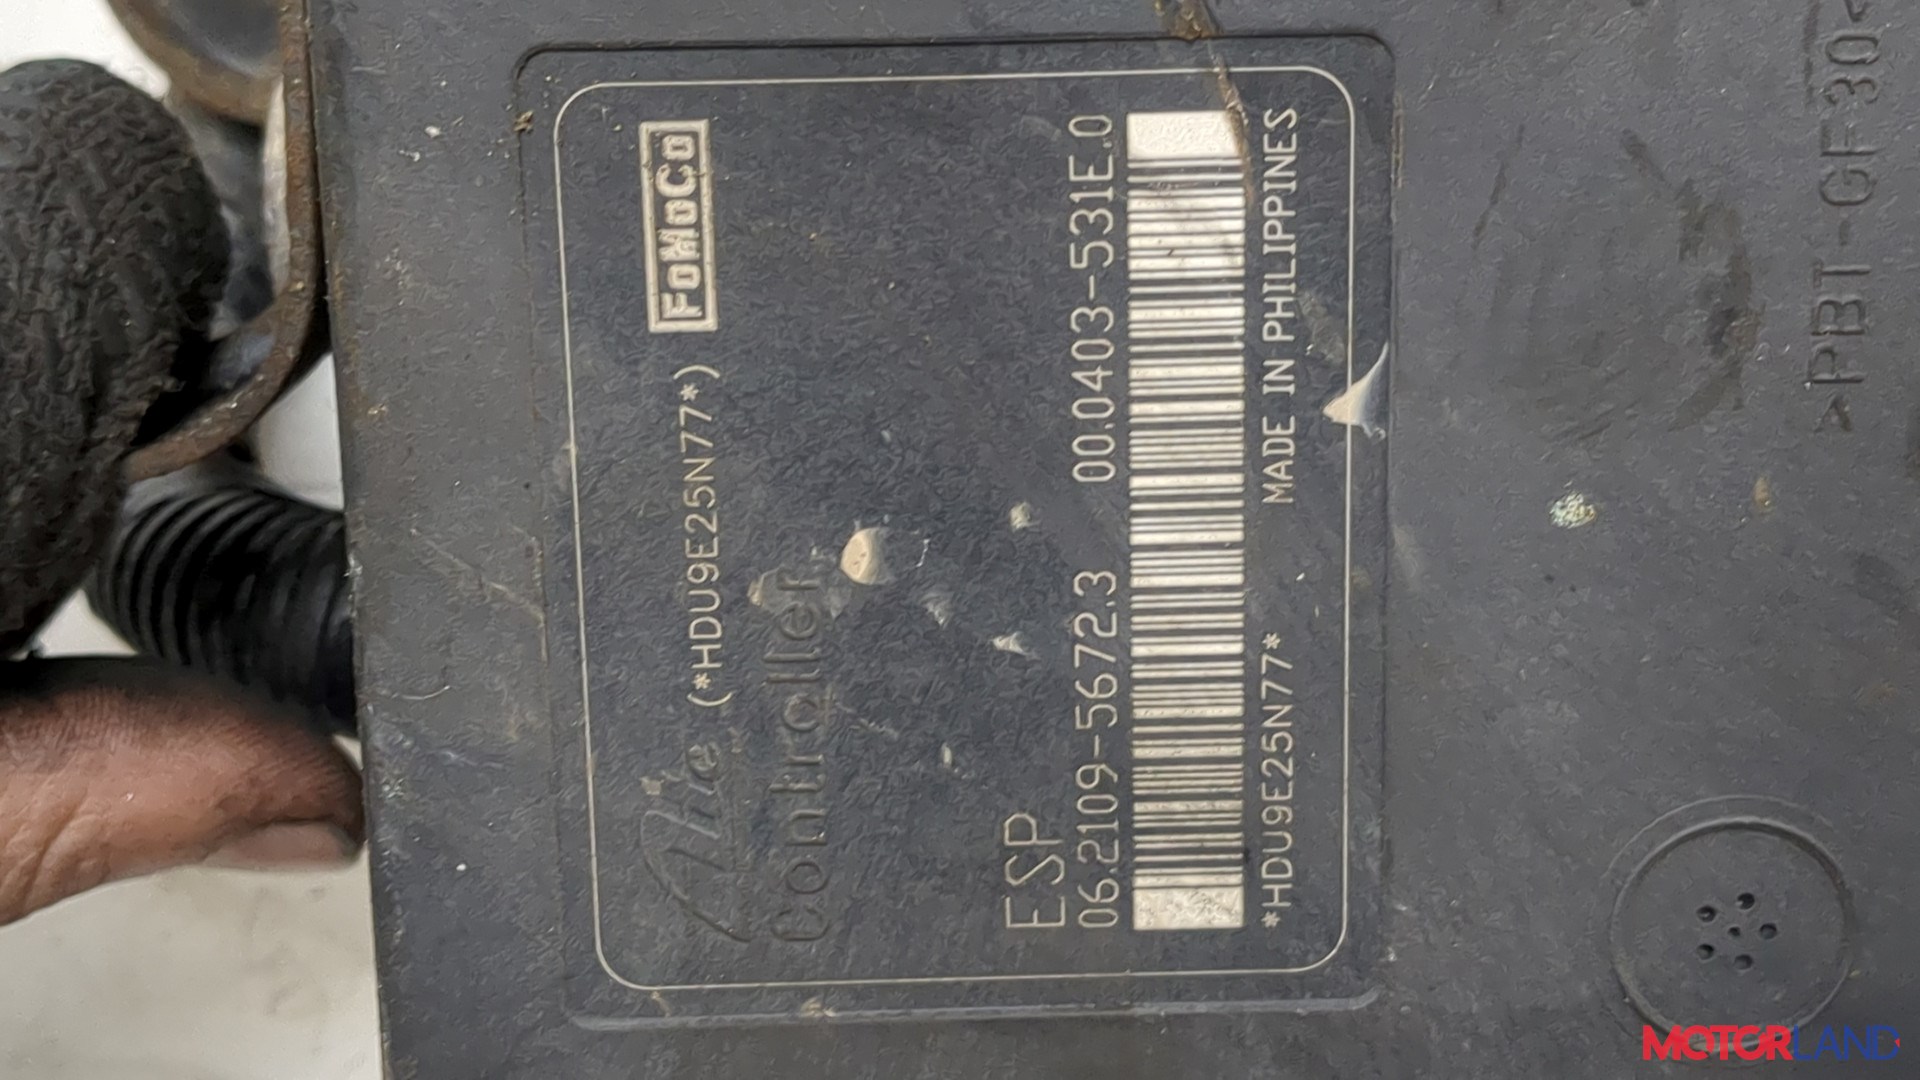 FoMoCo
Ate (*HDU9E25N77*)
Controller
ESP
06.2109-5672.3 00.0403-531E.0
*HDU9E25N77* MADE IN PHILIPPINES
>PBT-GF30<
MOTORLAND